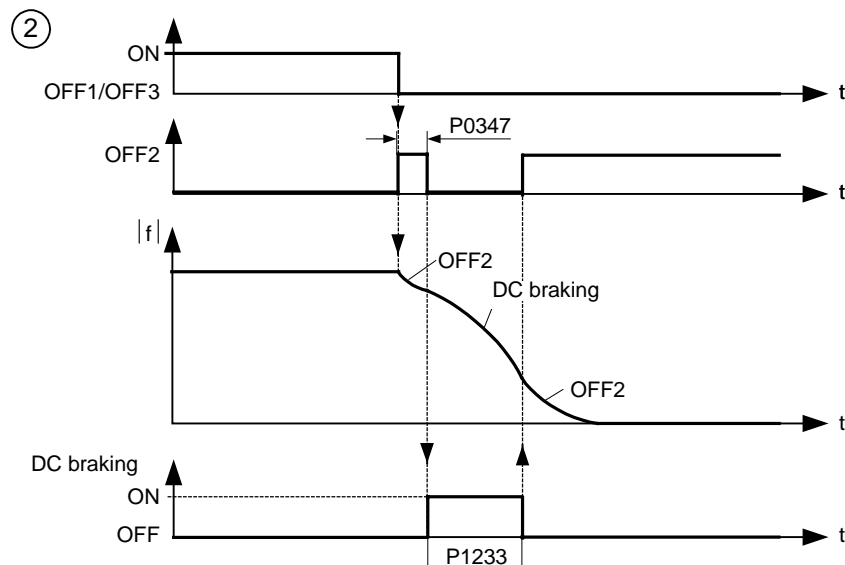 2
ON
OFF1/OFF3
t
P0347
OFF2
t
|f|
OFF2
DC braking
OFF2
t
DC braking
ON
OFF
t
P1233